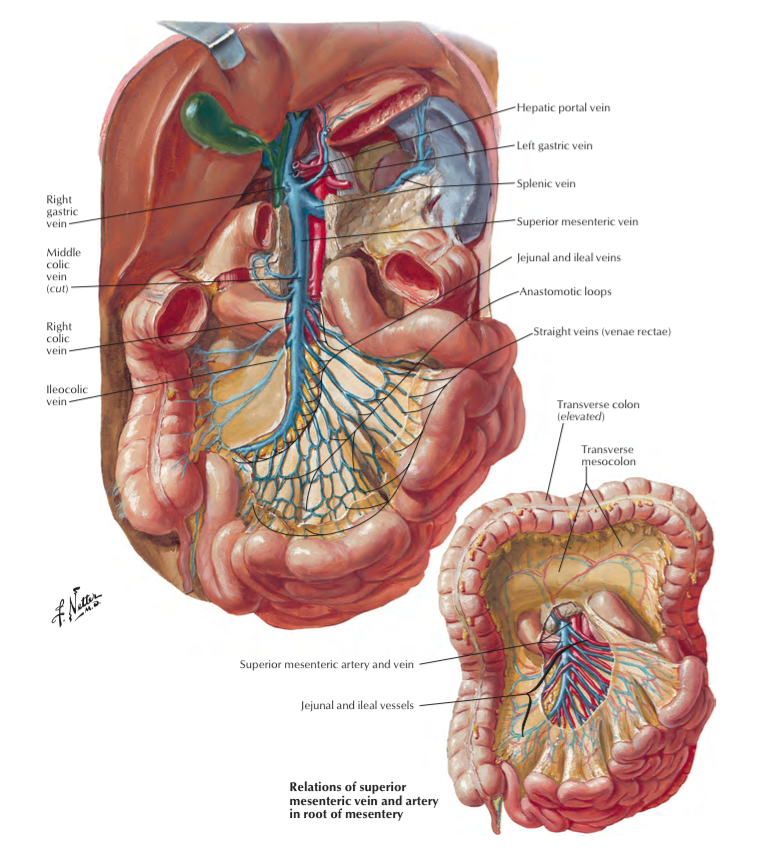 Hepatic portal vein
Left gastric vein
Splenic vein
Superior mesenteric vein
Jejunal and ileal veins
Anastomotic loops
Straight veins (venae rectae)
Right
gastric
vein
Middle
colic
vein
(cut)
Right
colic
vein
Ileocolic
vein
Transverse colon
(elevated)
Transverse
mesocolon
F. Netter
M.D.
Superior mesenteric artery and vein
Jejunal and ileal vessels
Relations of superior
mesenteric vein and artery
in root of mesentery